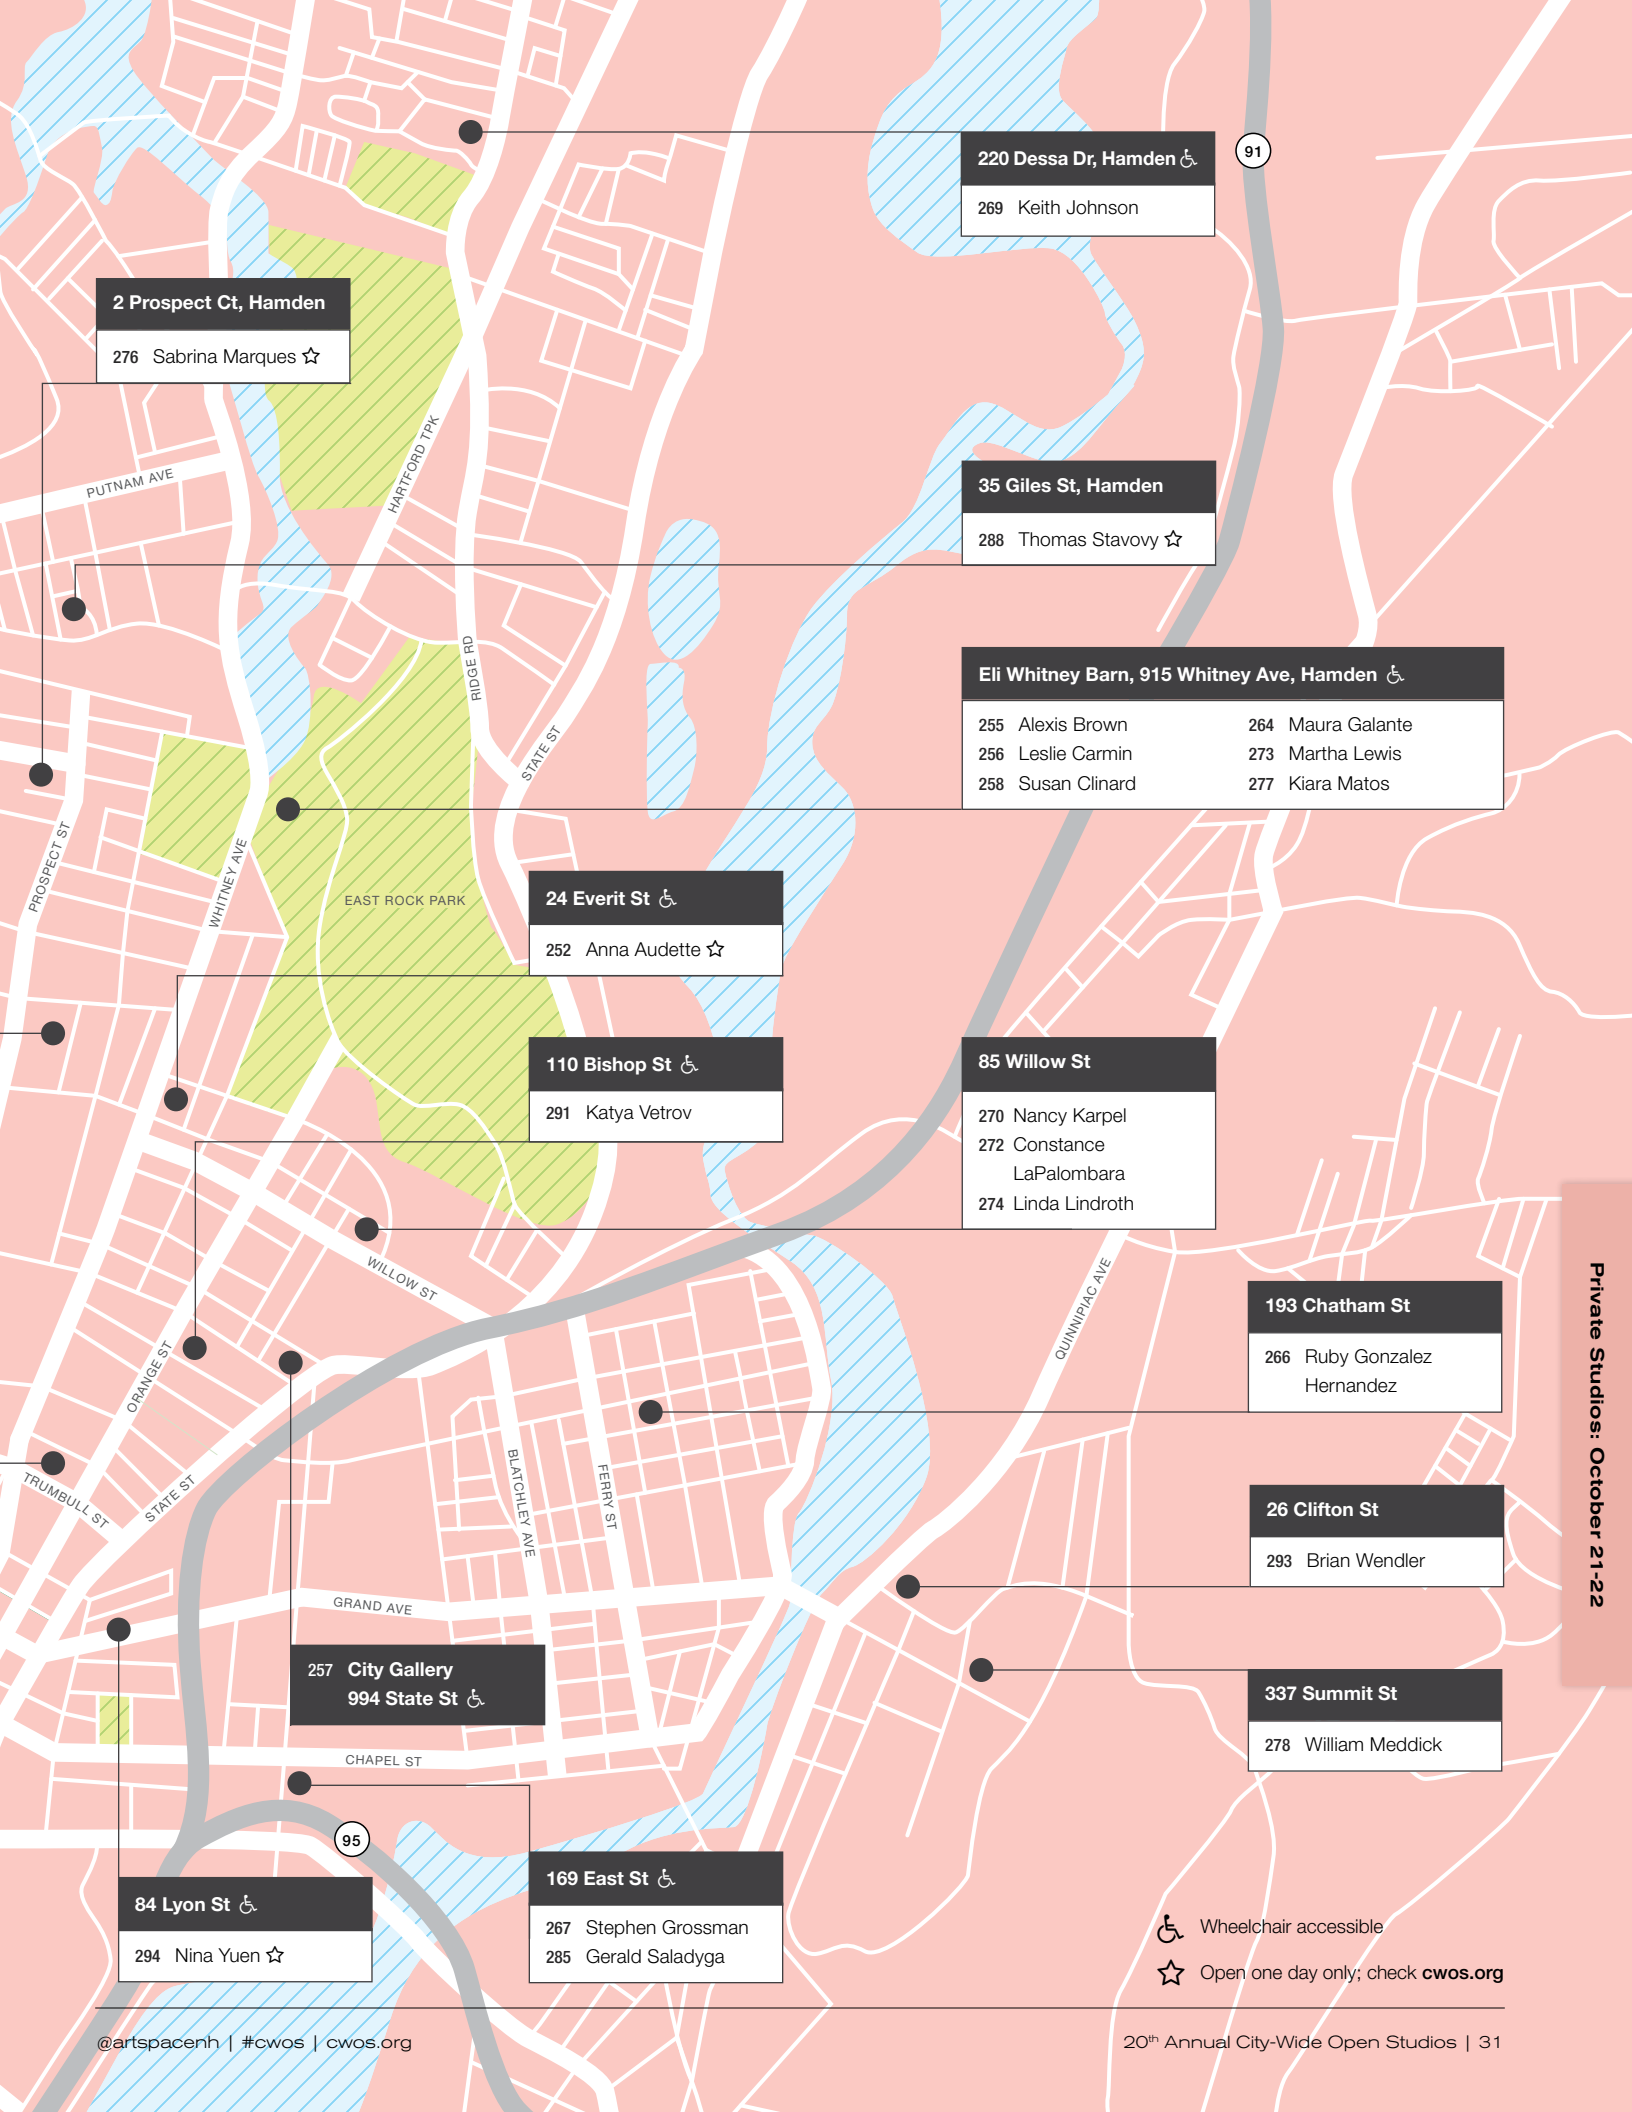 220 Dessa Dr, Hamden
269 Keith Johnson
91
2 Prospect Ct, Hamden
276 Sabrina Marques ☆
PUTNAM AVE
HARTFORD TPK
35 Giles St, Hamden
288 Thomas Stavovy ☆
RIDGE RD
STATE ST
Eli Whitney Barn, 915 Whitney Ave, Hamden
255 Alexis Brown
256 Leslie Carmin
258 Susan Clinard
264 Maura Galante
273 Martha Lewis
277 Kiara Matos
PROSPECT ST
WHITNEY AVE
EAST ROCK PARK
24 Everit St
252 Anna Audette ☆
110 Bishop St
291 Katya Vetrov
85 Willow St
270 Nancy Karpel
272 Constance
LaPalombara
274 Linda Lindroth
WILLOW ST
QUINNIPIAC AVE
193 Chatham St
266 Ruby Gonzalez
Hernandez
Private Studios: October 21-22
ORANGE ST
TRUMBULL ST
STATE ST
BLATCHLEY AVE
FERRY ST
26 Clifton St
293 Brian Wendler
GRAND AVE
257 City Gallery
994 State St
337 Summit St
278 William Meddick
CHAPEL ST
95
84 Lyon St
294 Nina Yuen ☆
169 East St
267 Stephen Grossman
285 Gerald Saladyga
Wheelchair accessible
☆ Open one day only; check cwos.org
@artspacenh | #cwos | cwos.org
20th Annual City-Wide Open Studios | 31